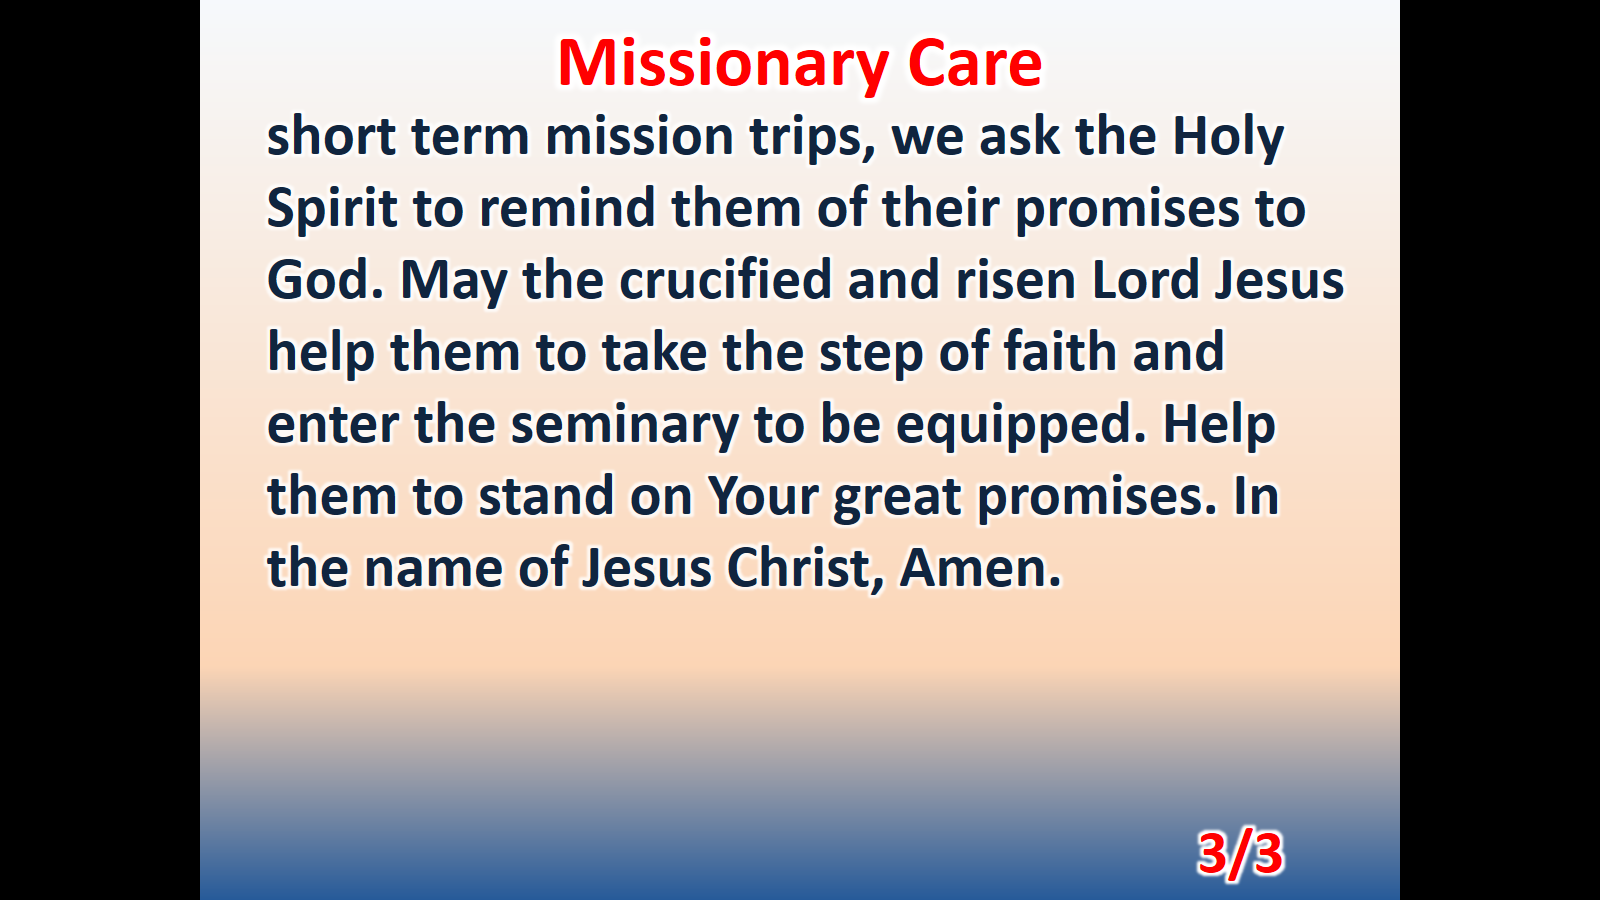 Missionary Care
short term mission trips, we ask the Holy
Spirit to remind them of their promises to
God. May the crucified and risen Lord Jesus
help them to take the step of faith and
enter the seminary to be equipped. Help
them to stand on Your great promises. In
the name of Jesus Christ, Amen.
3/3